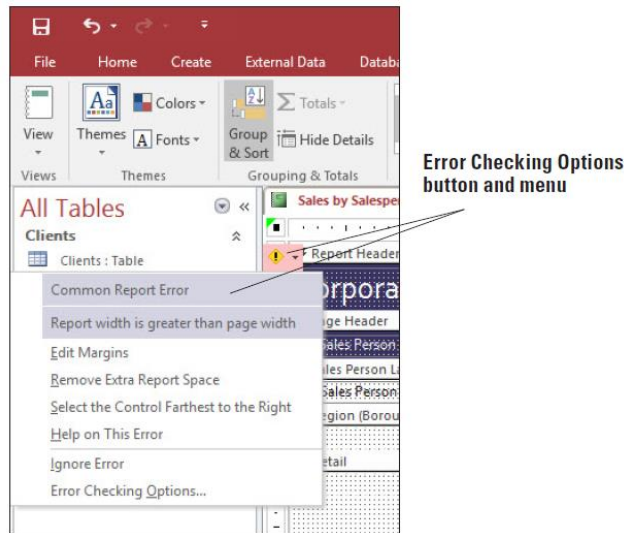 File Home Create External Data Datab
Aa Colors
View Themes A Fonts Group & Sort Totals Hide Details
Views Themes Grouping & Totals
All Tables
Clients
Clients : Table
Sales by Salespe
Report Header
Error Checking Options
button and menu
Common Report Error
Report width is greater than page width
Edit Margins
Remove Extra Report Space
Select the Control Farthest to the Right
Help on This Error
Ignore Error
Error Checking Options...
orpora
ge Header
ales Person
les Person La
ales Person
egion (Borou
etail